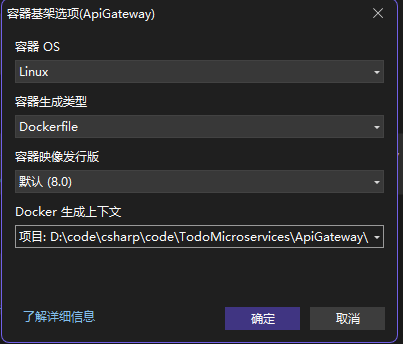 容器基架选项(ApiGateway)
容器 OS
Linux
容器生成类型
Dockerfile
容器映像发行版
默认 (8.0)
Docker 生成上下文
项目: D:\code\csharp\code\TodoMicroservices\ApiGateway\
了解详细信息
确定
取消